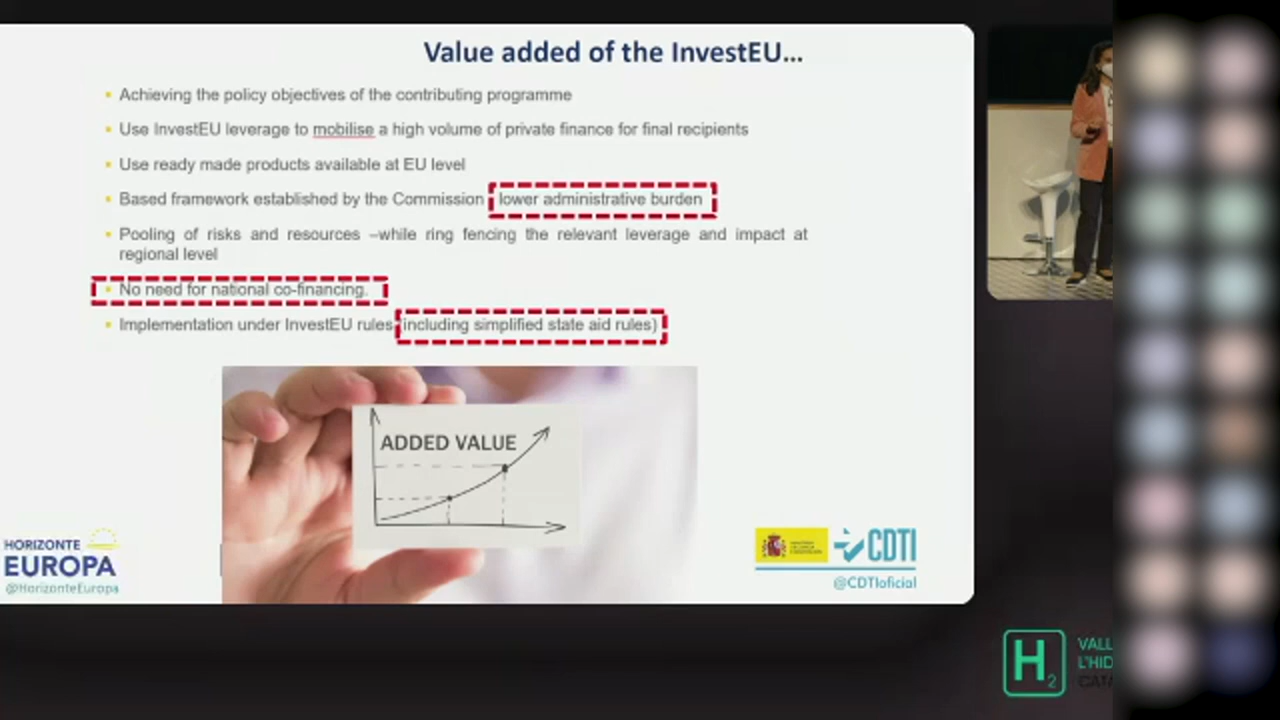 Value added of the InvestEU...
Achieving the policy objectives of the contributing programme
Use InvestEU leverage to mobilise a high volume of private finance for final recipients
Use ready made products available at EU level
Based framework established by the Commission lower administrative burden
Pooling of risks and resources –while ring fencing the relevant leverage and impact at
regional level
No need for national co-financing.
Implementation under InvestEU rules including simplified state aid rules)
ADDED VALUE
HORIZONTE
EUROPA
@HorizonteEuropa
CDTI
@CDTIoficial
H2
VALL
L'HID
CATA